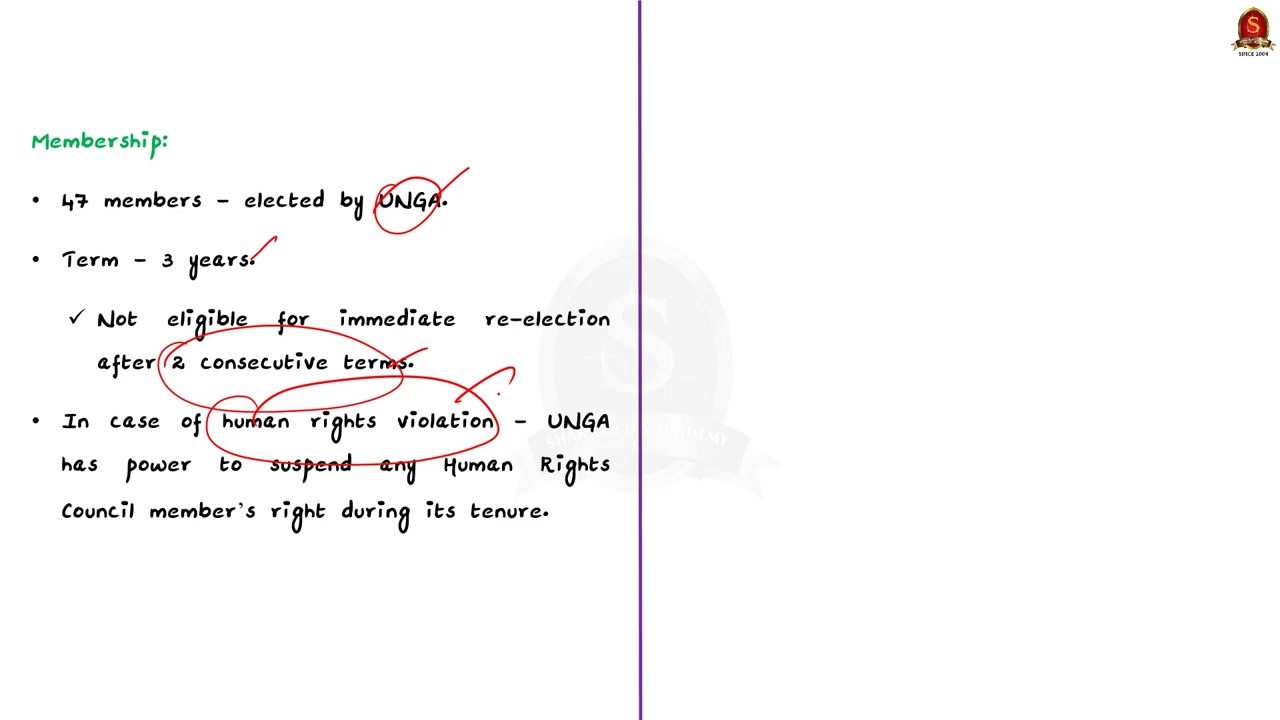 SINCE 2004
Membership:
• 47 members – elected by UNGA.
• Term – 3 years.
✓ Not eligible for immediate re-election
after 2 consecutive terms.
• In case of human rights violation – UNGA
has power to suspend any Human Rights
Council member's right during its tenure.